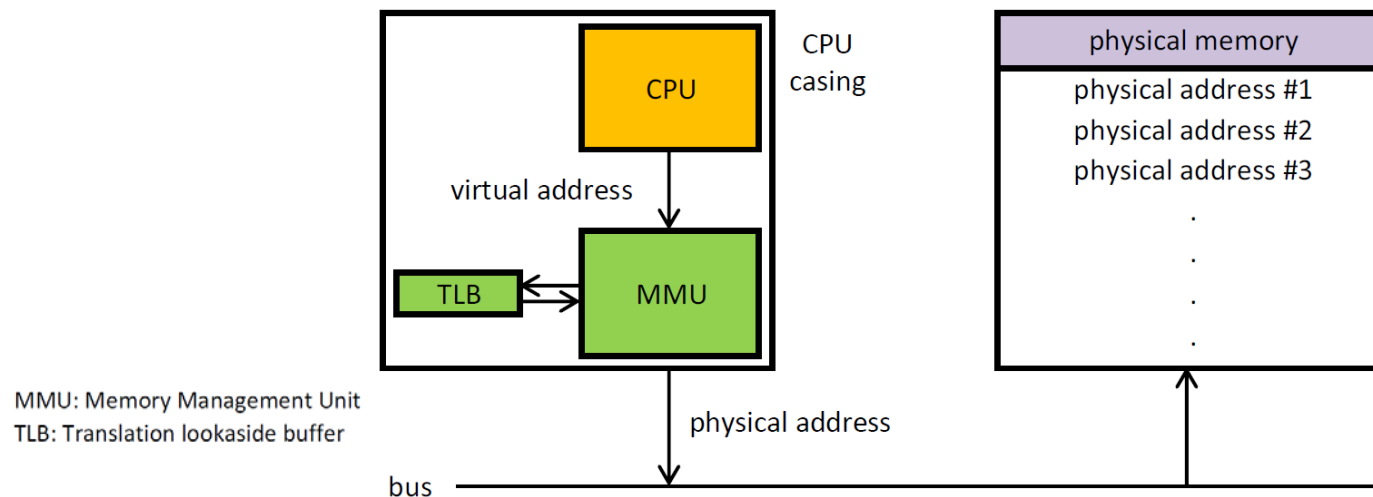 CPU
CPU
casing
virtual address
TLB
MMU
MMU: Memory Management Unit
TLB: Translation lookaside buffer
physical address
bus
physical memory
physical address #1
physical address #2
physical address #3
.
.
.
.